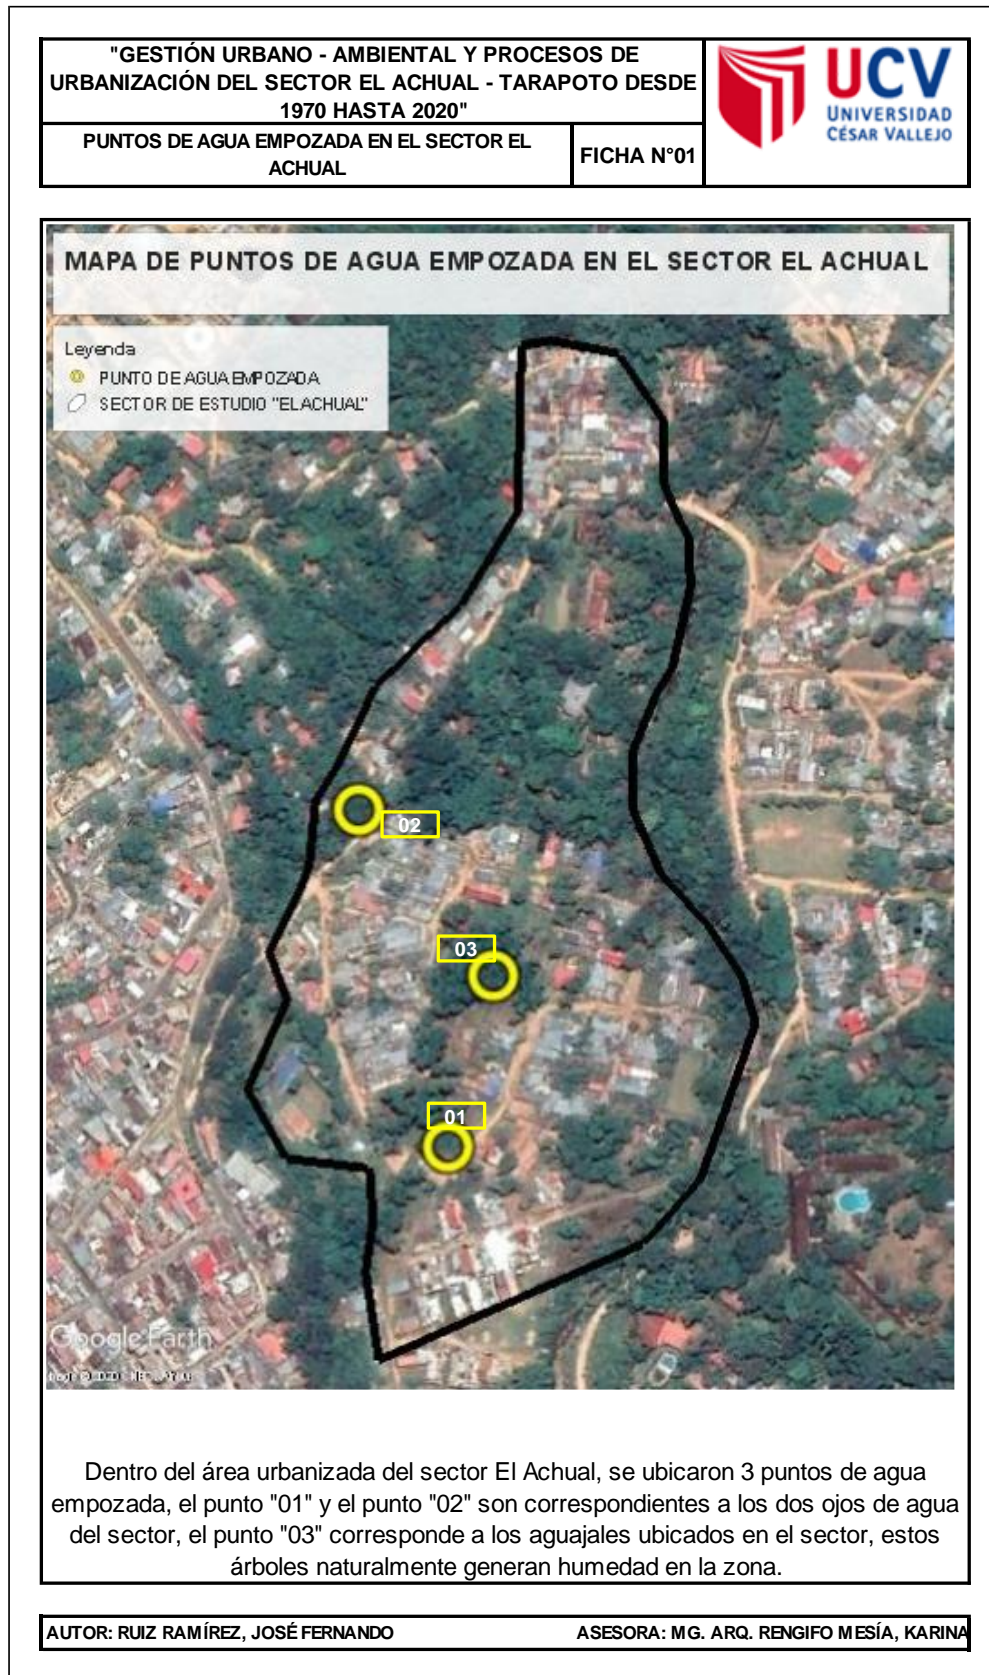 "GESTIÓN URBANO - AMBIENTAL Y PROCESOS DE
URBANIZACIÓN DEL SECTOR EL ACHUAL - TARAPOTO DESDE
1970 HASTA 2020"
PUNTOS DE AGUA EMPOZADA EN EL SECTOR EL
ACHUAL
FICHA N°01
UCV
UNIVERSIDAD
CÉSAR VALLEJO
MAPA DE PUNTOS DE AGUA EMPOZADA EN EL SECTOR EL ACHUAL
Leyenda
PUNTO DE AGUA EMPOZADA
SECTOR DE ESTUDIO "EL ACHUAL"
02
03
01
Google Earth
Dentro del área urbanizada del sector El Achual, se ubicaron 3 puntos de agua
empozada, el punto "01" y el punto "02" son correspondientes a los dos ojos de agua
del sector, el punto "03" corresponde a los aguajales ubicados en el sector, estos
árboles naturalmente generan humedad en la zona.
AUTOR: RUIZ RAMÍREZ, JOSÉ FERNANDO
ASESORA: MG. ARQ. RENGIFO MESÍA, KARINA